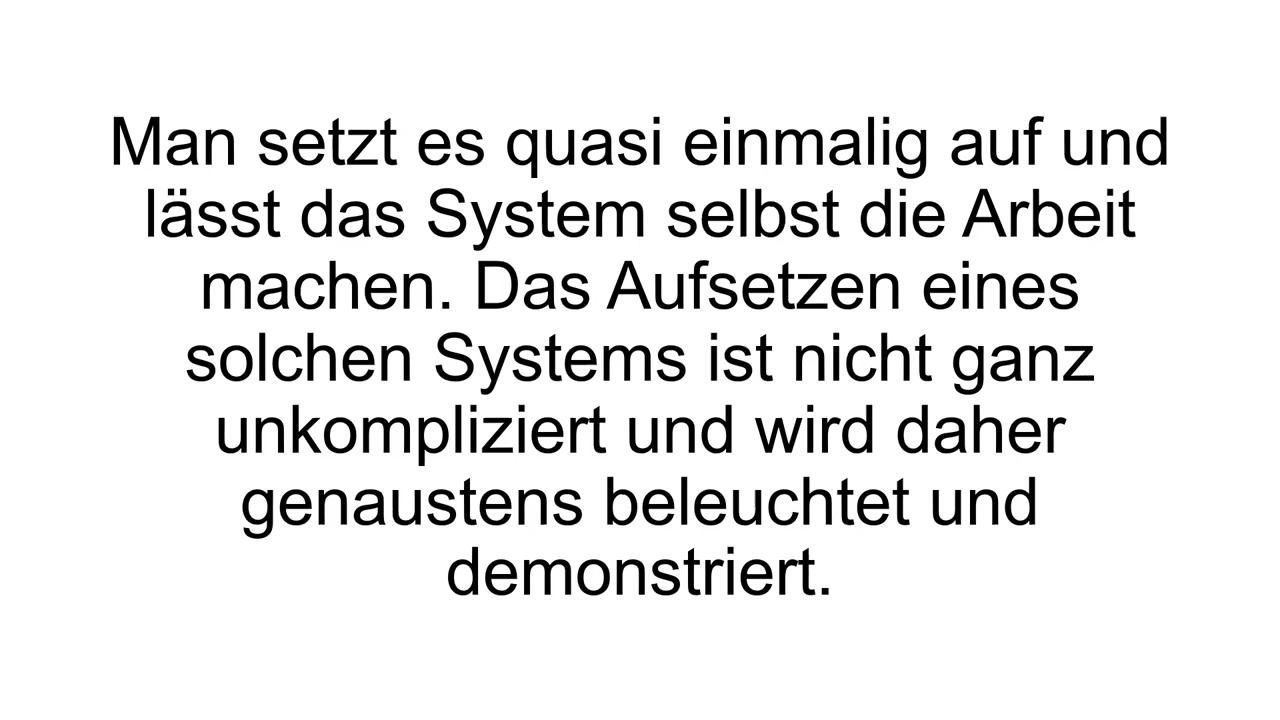 Man setzt es quasi einmalig auf und
lässt das System selbst die Arbeit
machen. Das Aufsetzen eines
solchen Systems ist nicht ganz
unkompliziert und wird daher
genaustens beleuchtet und
demonstriert.